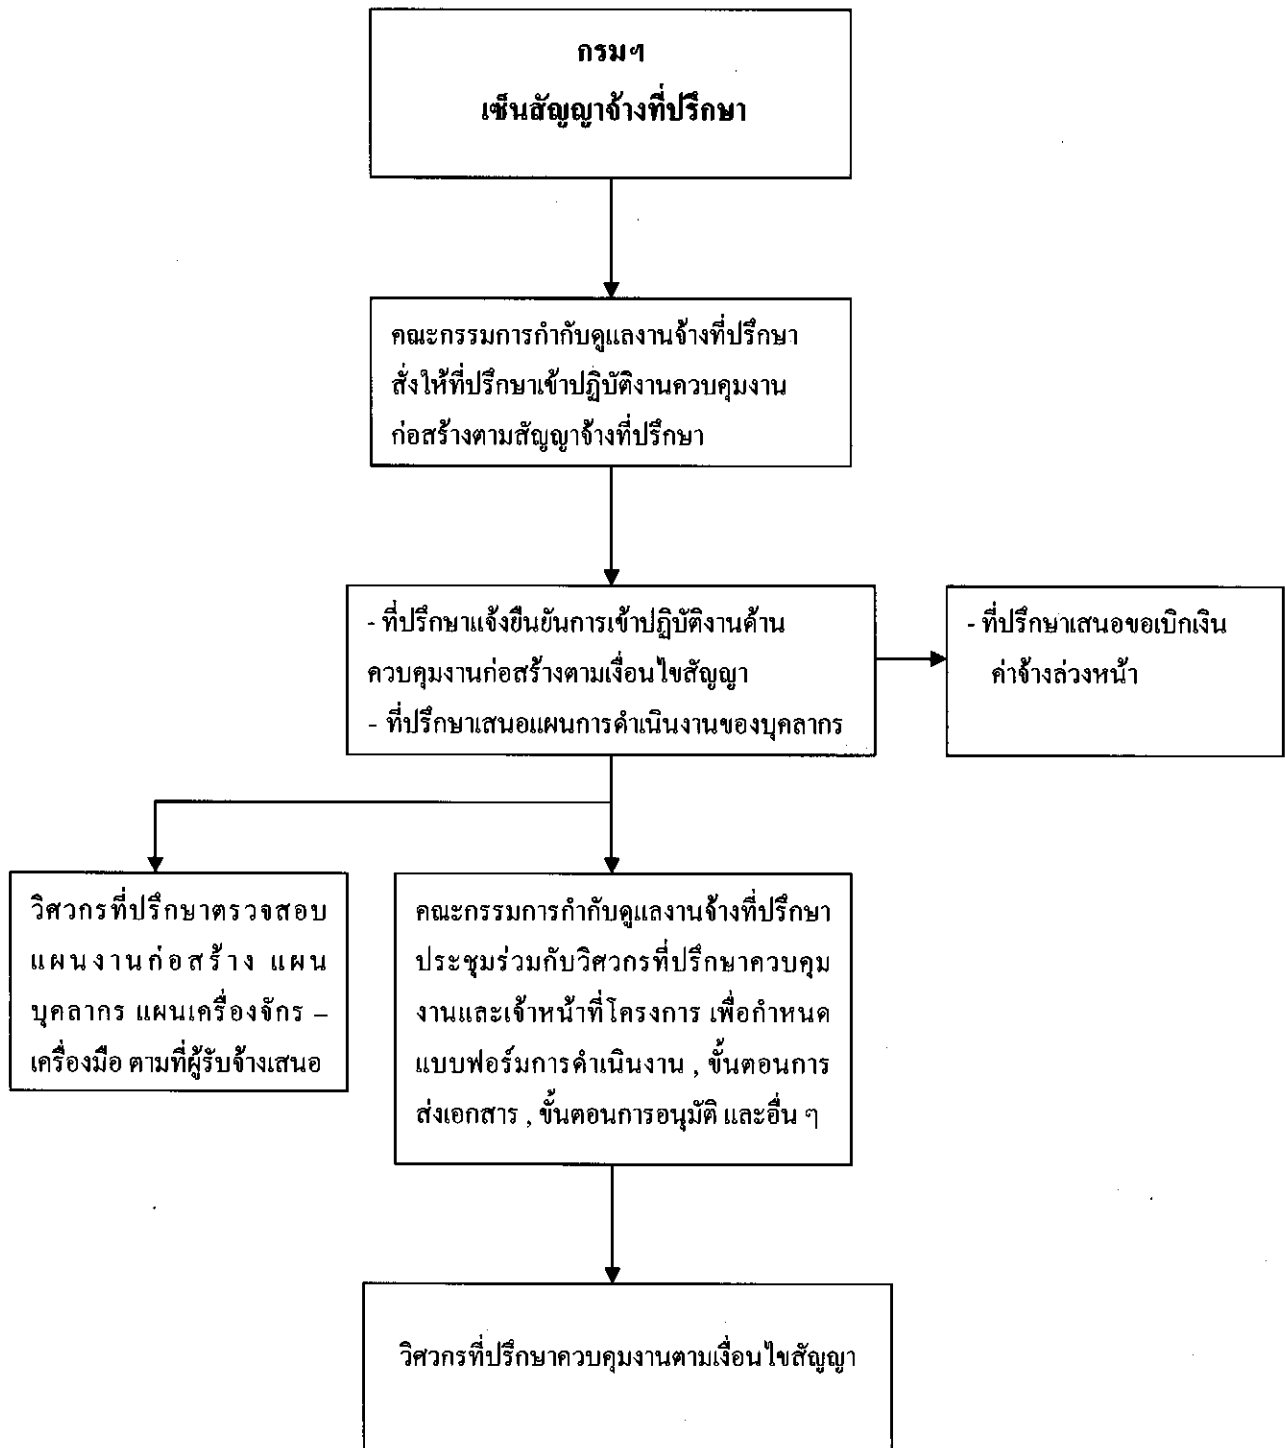 กรมฯ
เซ็นสัญญาจ้างที่ปรึกษา
คณะกรรมการกำกับดูแลงานจ้างที่ปรึกษา
สั่งให้ที่ปรึกษาเข้าปฏิบัติงานควบคุมงาน
ก่อสร้างตามสัญญาจ้างที่ปรึกษา
- ที่ปรึกษาแจ้งยืนยันการเข้าปฏิบัติงานด้าน
ควบคุมงานก่อสร้างตามเงื่อนไขสัญญา
- ที่ปรึกษาเสนอแผนการดำเนินงานของบุคลากร
- ที่ปรึกษาเสนอขอเบิกเงิน
ค่าจ้างล่วงหน้า
วิศวกรที่ปรึกษาตรวจสอบ
แผนงานก่อสร้าง แผน
บุคลากร แผนเครื่องจักร –
เครื่องมือ ตามที่ผู้รับจ้างเสนอ
คณะกรรมการกำกับดูแลงานจ้างที่ปรึกษา
ประชุมร่วมกับวิศวกรที่ปรึกษาควบคุม
งานและเจ้าหน้าที่โครงการ เพื่อกำหนด
แบบฟอร์มการดำเนินงาน , ขั้นตอนการ
ส่งเอกสาร , ขั้นตอนการอนุมัติ และอื่น ๆ
วิศวกรที่ปรึกษาควบคุมงานตามเงื่อนไขสัญญา